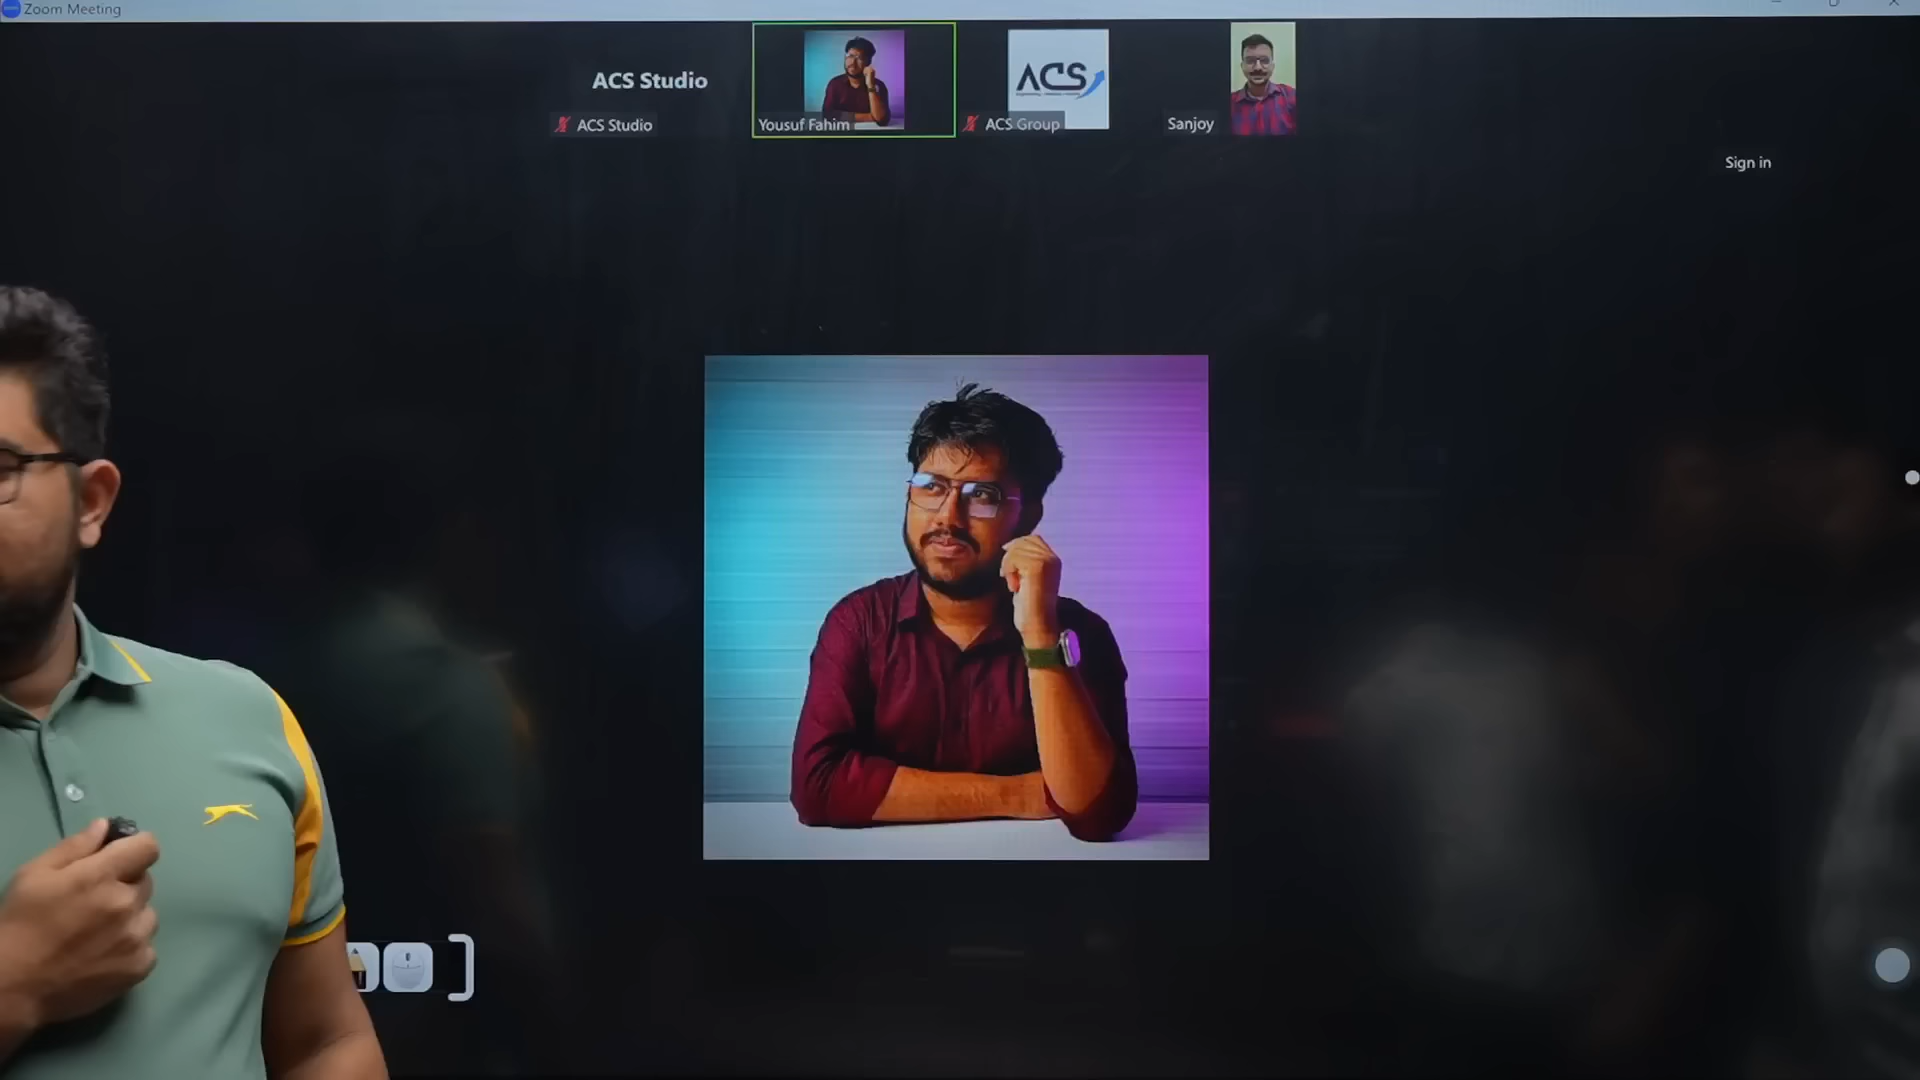 Zoom Meeting
ACS Studio
ACS Studio
Yousuf Fahim
ACS
ACS Group
Sanjoy
Sign in